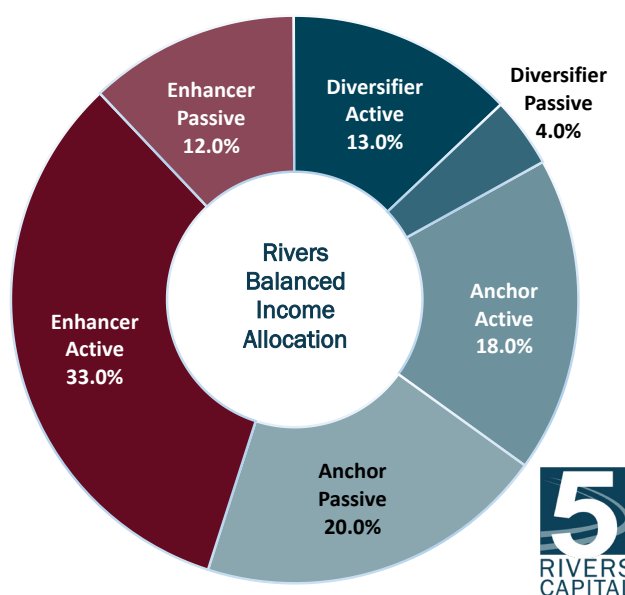 Enhancer
Passive
12.0%
Diversifier
Active
13.0%
Diversifier
Passive
4.0%
Rivers
Balanced
Income
Allocation
Anchor
Active
18.0%
Enhancer
Active
33.0%
Anchor
Passive
20.0%
5
RIVERS
CAPITAL